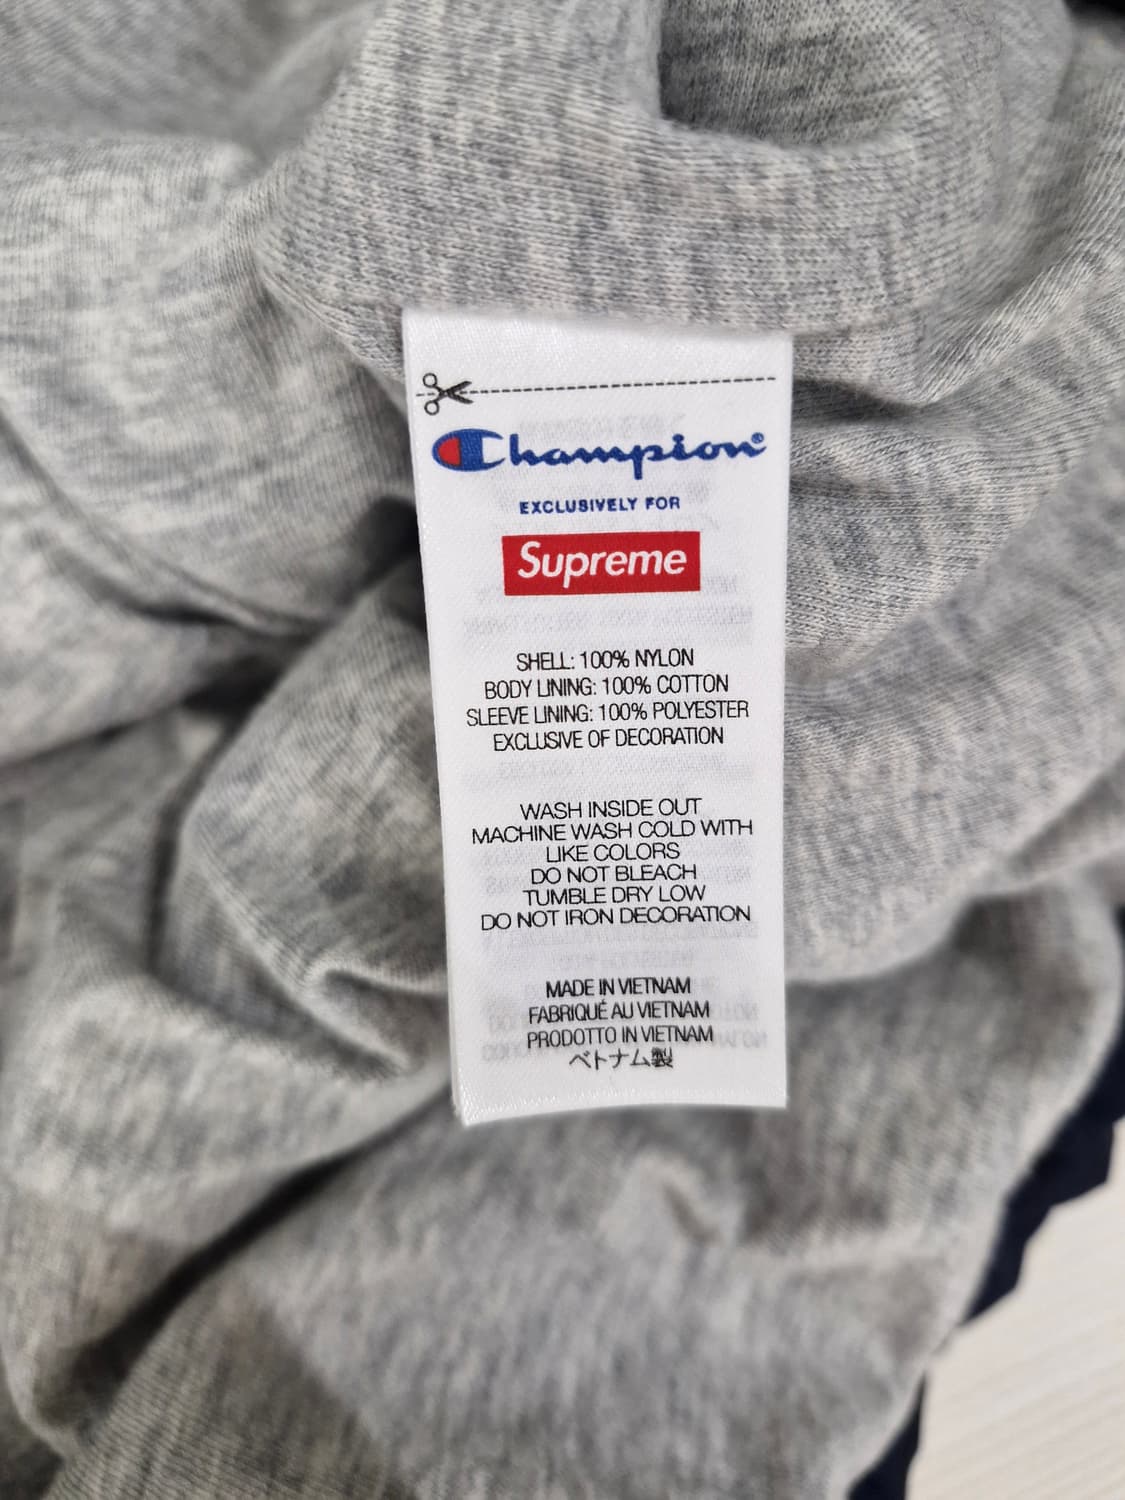 Champion®
EXCLUSIVELY FOR
Supreme
SHELL: 100% NYLON
BODY LINING: 100% COTTON
SLEEVE LINING: 100% POLYESTER
EXCLUSIVE OF DECORATION
WASH INSIDE OUT
MACHINE WASH COLD WITH
LIKE COLORS
DO NOT BLEACH
TUMBLE DRY LOW
DO NOT IRON DECORATION
MADE IN VIETNAM
FABRIQUÉ AU VIETNAM
PRODOTTO IN VIETNAM
ベトナム製